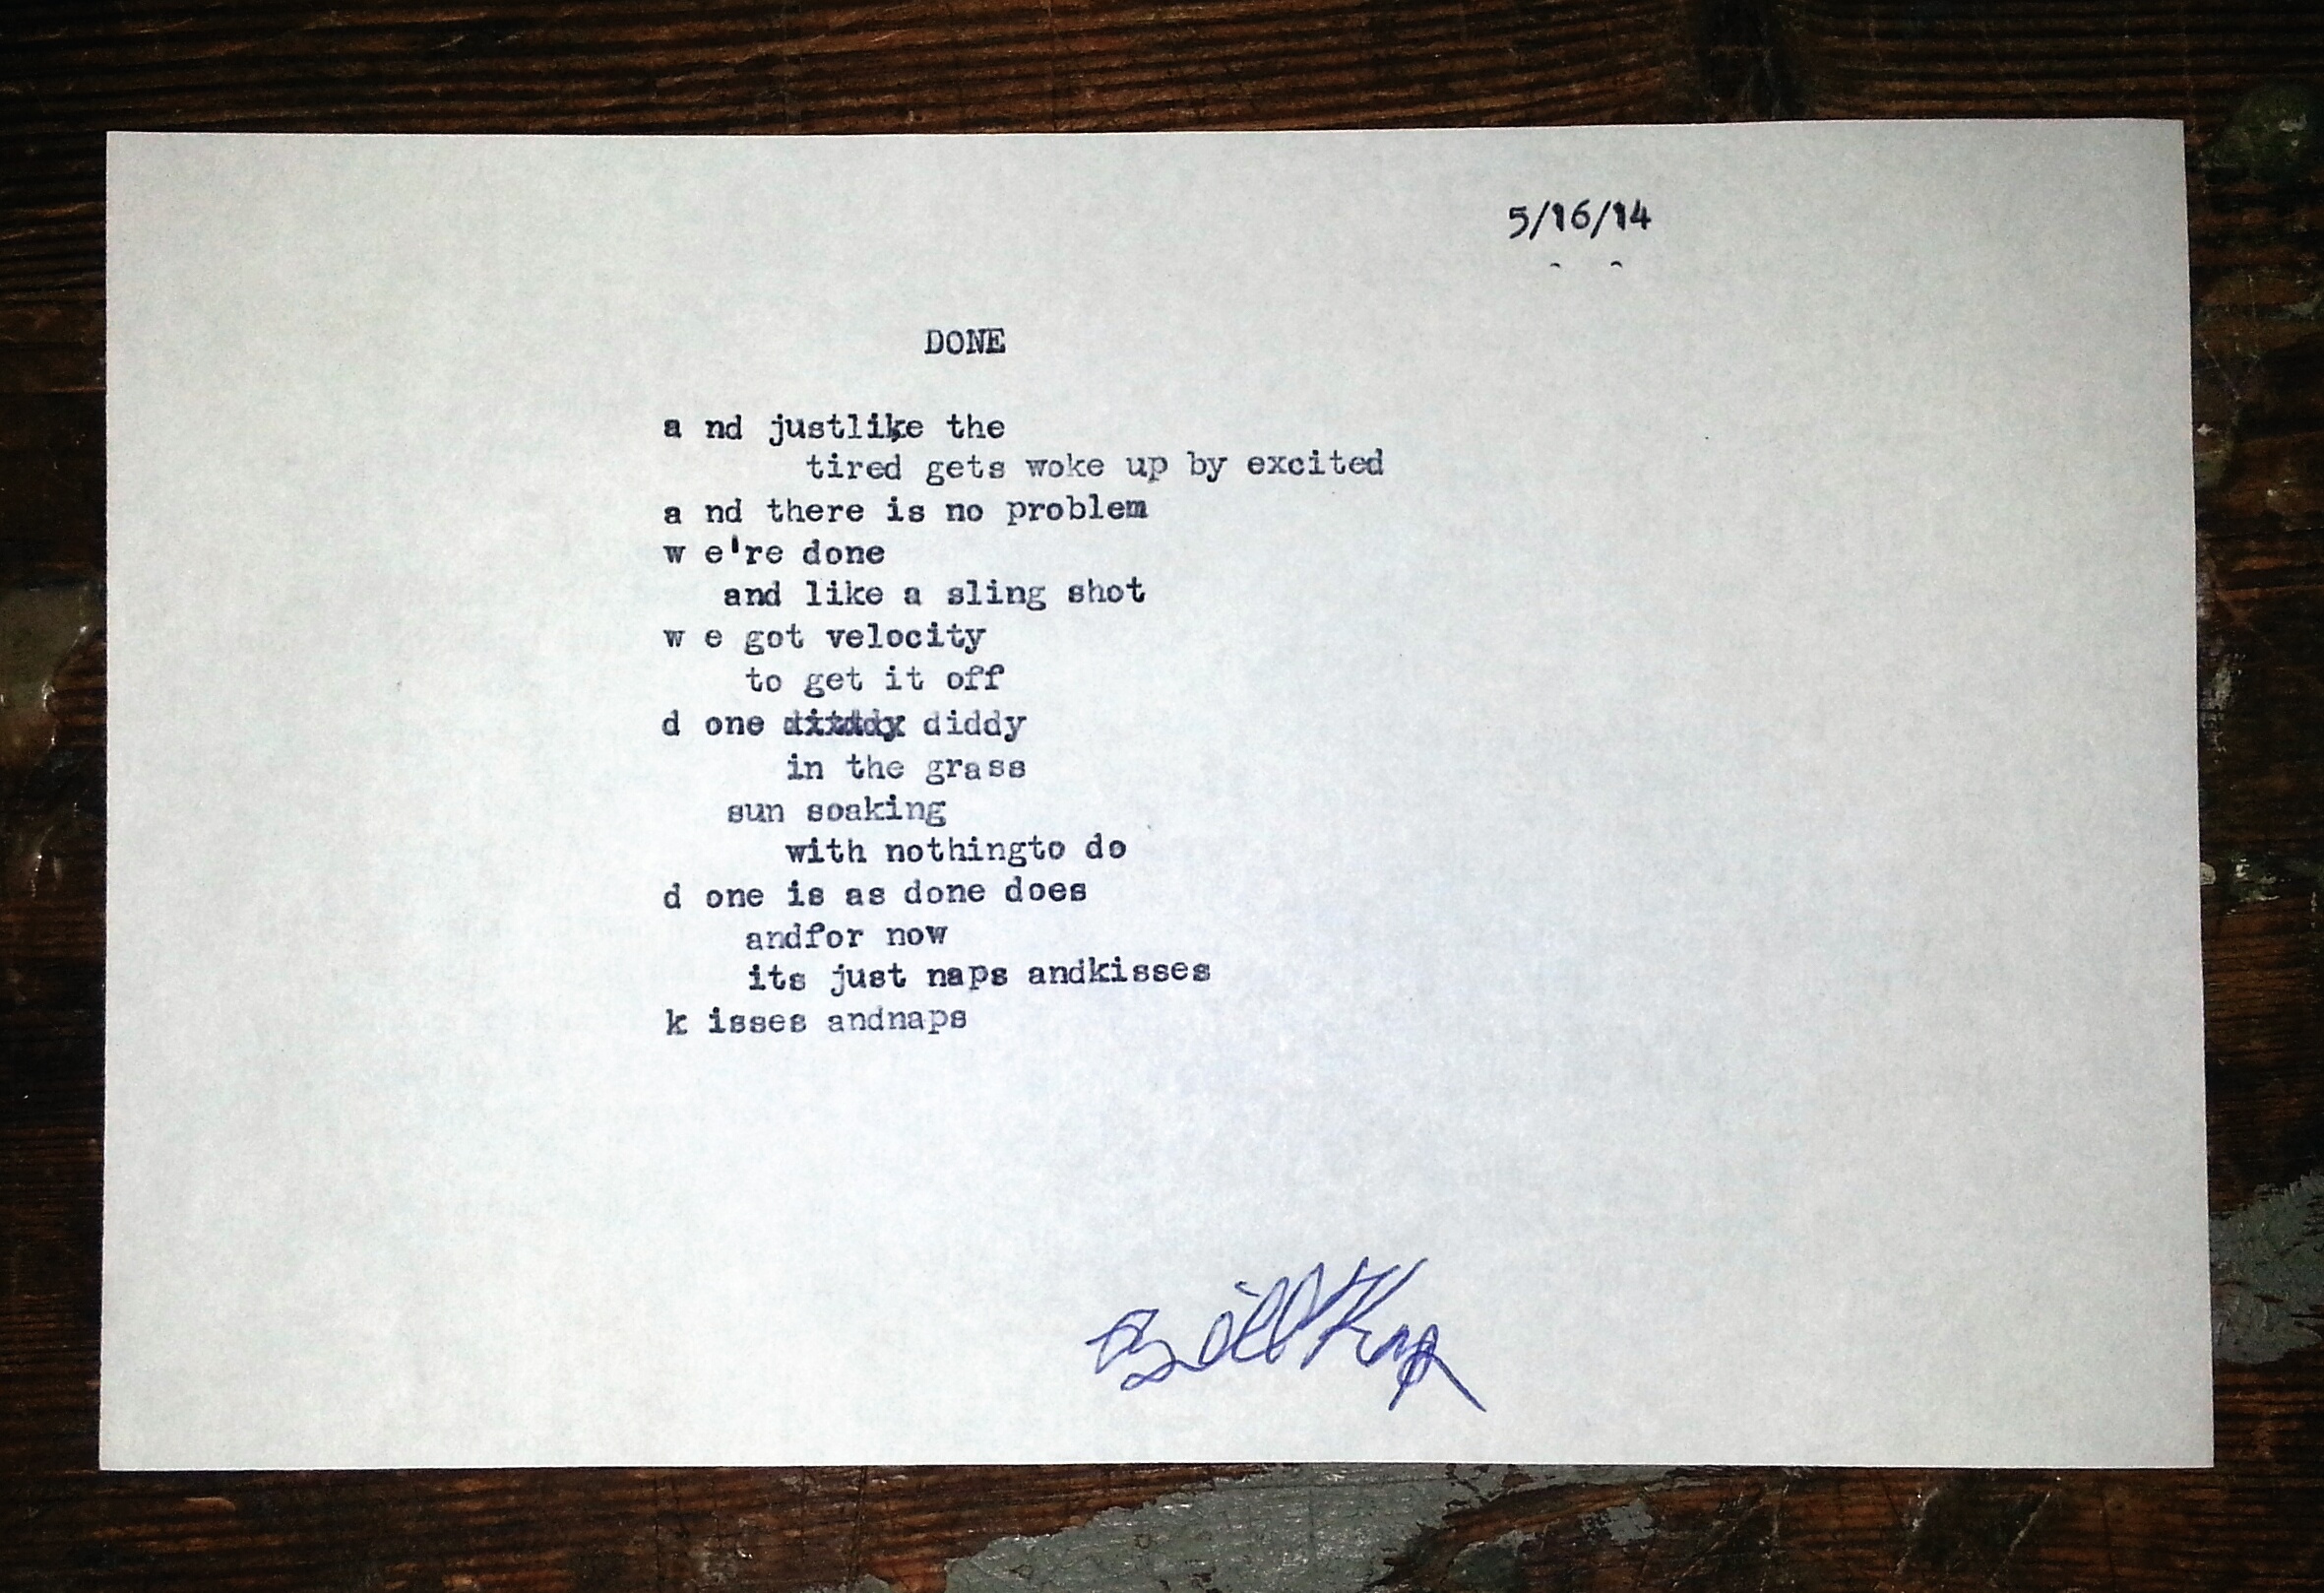 5/16/14
DONE
a nd justlike the
tired gets woke up by excited
a nd there is no problem
w e're done
and like a sling shot
w e got velocity
to get it off
d one diddy
in the grass
sun soaking
with nothingto do
d one is as done does
andfor now
its just naps andkisses
k isses andnaps
Bill